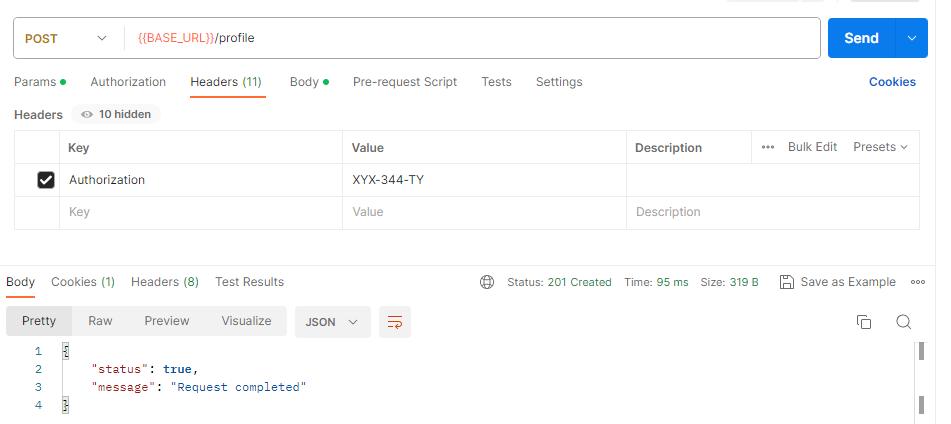 POST {{BASE_URL}}/profile Send
Params Authorization Headers (11) Body Pre-request Script Tests Settings Cookies
Headers 10 hidden
Key Value Description Bulk Edit Presets
Authorization XYX-344-TY
Key Value Description
Body Cookies (1) Headers (8) Test Results Status: 201 Created Time: 95 ms Size: 319 B Save as Example
Pretty Raw Preview Visualize JSON
1 {
2 "status": true,
3 "message": "Request completed"
4 }